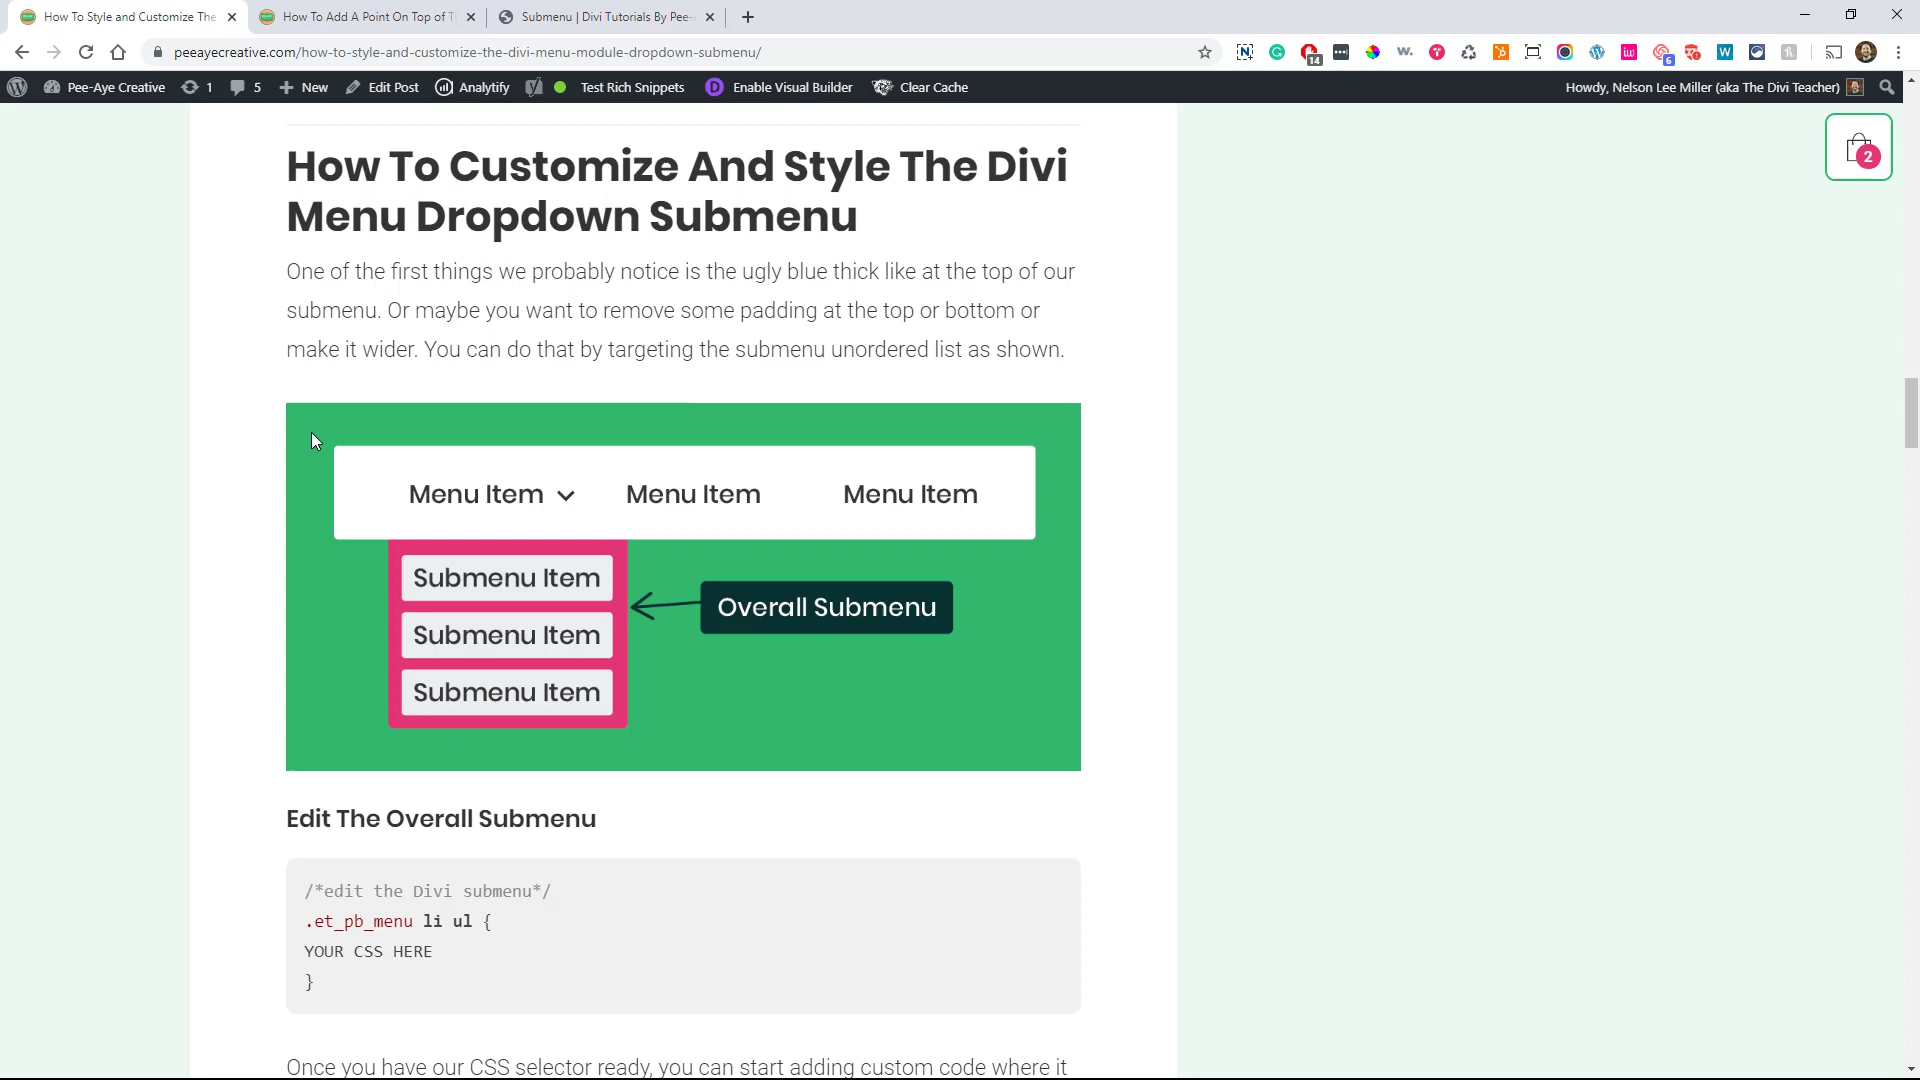 How To Style and Customize The
How To Add A Point On Top of T
Submenu | Divi Tutorials By Pee-
peeayecreative.com/how-to-style-and-customize-the-divi-menu-module-dropdown-submenu/
14
6
Pee-Aye Creative
1
5
New
Edit Post
Analytify
Test Rich Snippets
D
Enable Visual Builder
Clear Cache
Howdy, Nelson Lee Miller (aka The Divi Teacher)
2
How To Customize And Style The Divi
Menu Dropdown Submenu
One of the first things we probably notice is the ugly blue thick like at the top of our
submenu. Or maybe you want to remove some padding at the top or bottom or
make it wider. You can do that by targeting the submenu unordered list as shown.
Menu Item
Menu Item
Menu Item
Submenu Item
Overall Submenu
Submenu Item
Submenu Item
Edit The Overall Submenu
/*edit the Divi submenu*/
.et_pb_menu li ul {
YOUR CSS HERE
}
Once you have our CSS selector ready, you can start adding custom code where it